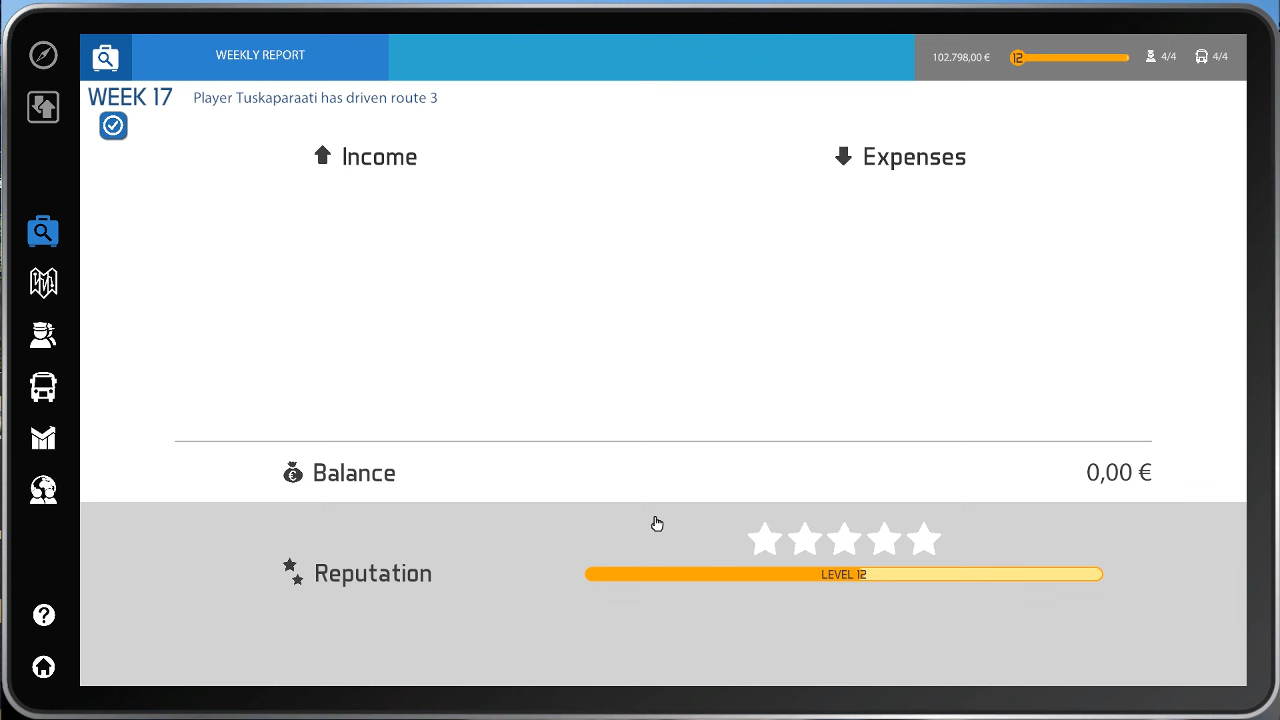 WEEKLY REPORT
102.798,00 €
12
4/4
4/4
WEEK 17
Player Tuskaparaati has driven route 3
Income
Expenses
Balance
0,00 €
Reputation
LEVEL 12